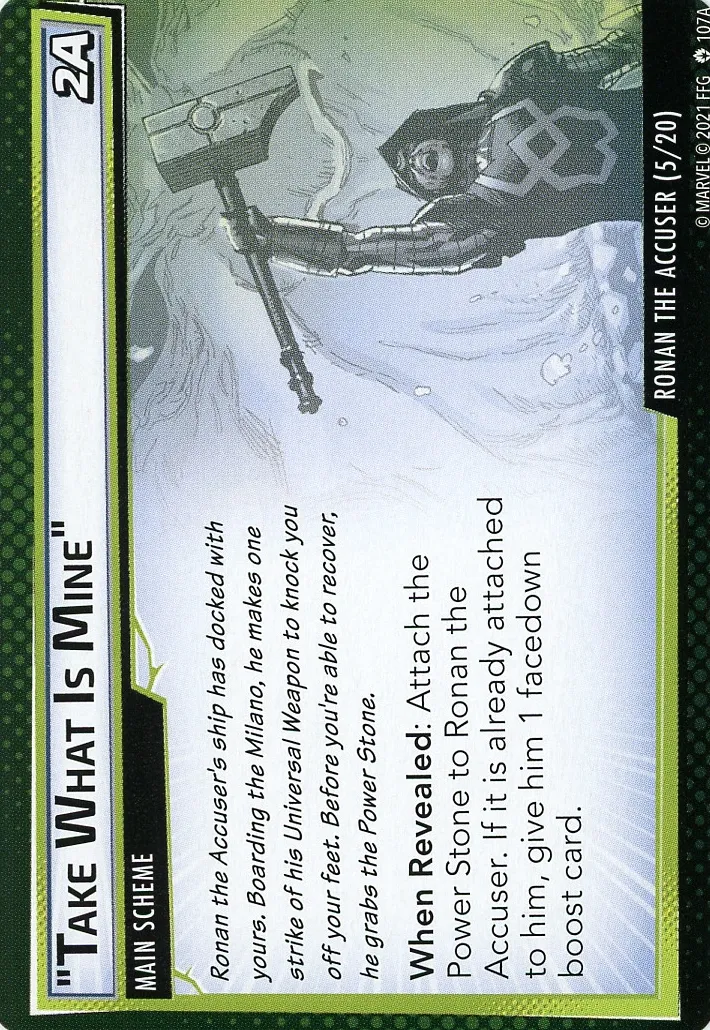 "TAKE WHAT IS MINE"
2A
MAIN SCHEME
Ronan the Accuser's ship has docked with
yours. Boarding the Milano, he makes one
strike of his Universal Weapon to knock you
off your feet. Before you're able to recover,
he grabs the Power Stone.
When Revealed: Attach the
Power Stone to Ronan the
Accuser. If it is already attached
to him, give him 1 facedown
boost card.
RONAN THE ACCUSER (5/20)
© MARVEL © 2021 FFG 107A